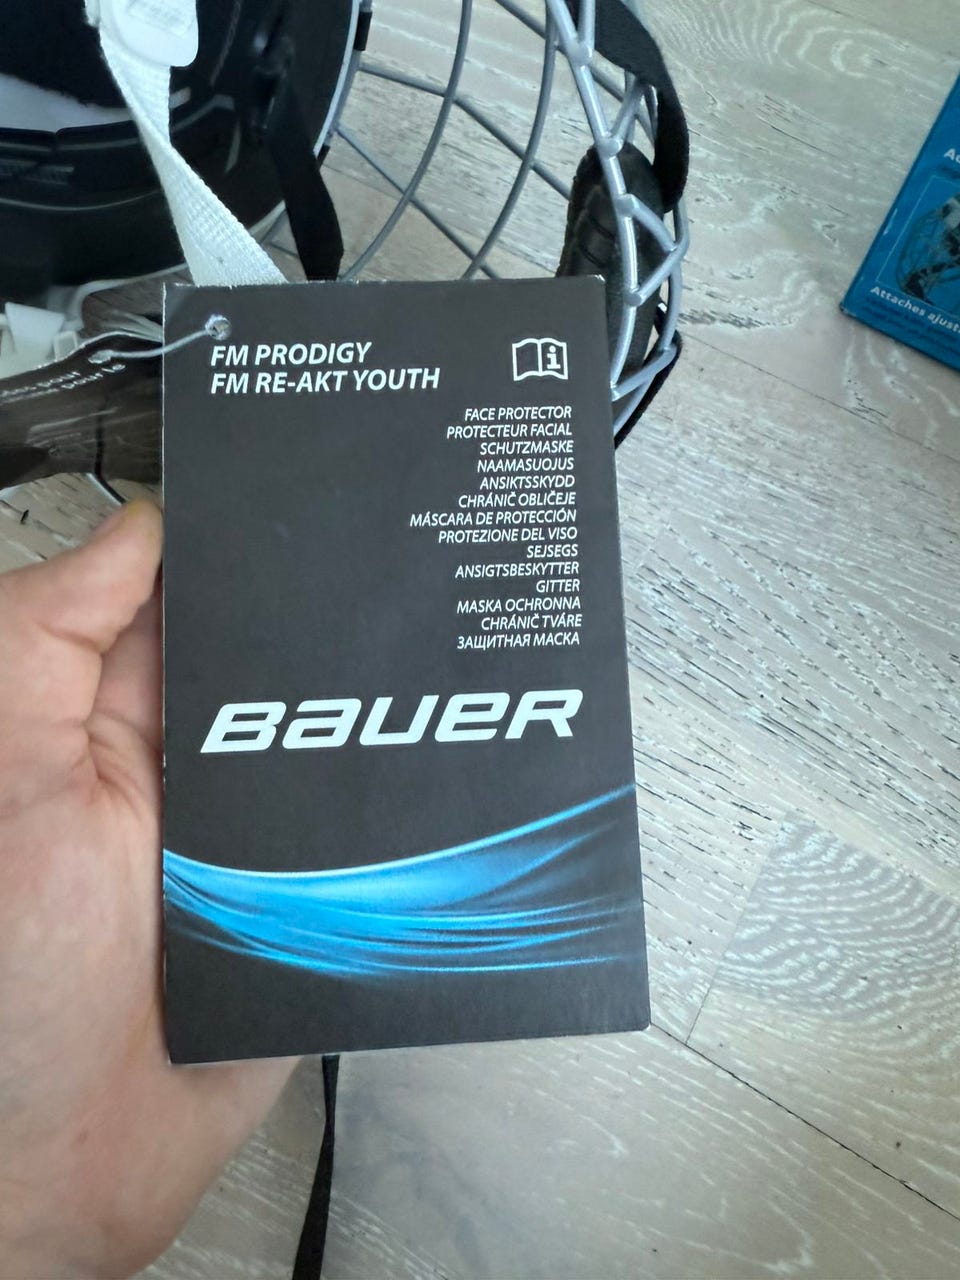 FM PRODIGY
FM RE-AKT YOUTH
FACE PROTECTOR
PROTECTEUR FACIAL
SCHUTZMASKE
NAAMASUOJUS
ANSIKTSSKYDD
CHRÁNIČ OBLIČEJE
MÁSCARA DE PROTECCIÓN
PROTEZIONE DEL VISO
SEJSEGS
ANSIGTSBESKYTTER
GITTER
MASKA OCHRONNA
CHRÁNIČ TVÁRE
ЗАЩИТНАЯ МАСКА
BAUER
Attaches